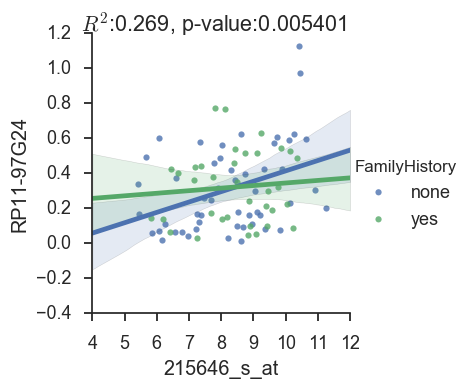 R²:0.269, p-value:0.005401
1.2
1.0
0.8
0.6
0.4
0.2
0.0
−0.2
−0.4
RP11-97G24
4 5 6 7 8 9 10 11 12
215646_s_at
FamilyHistory
none
yes